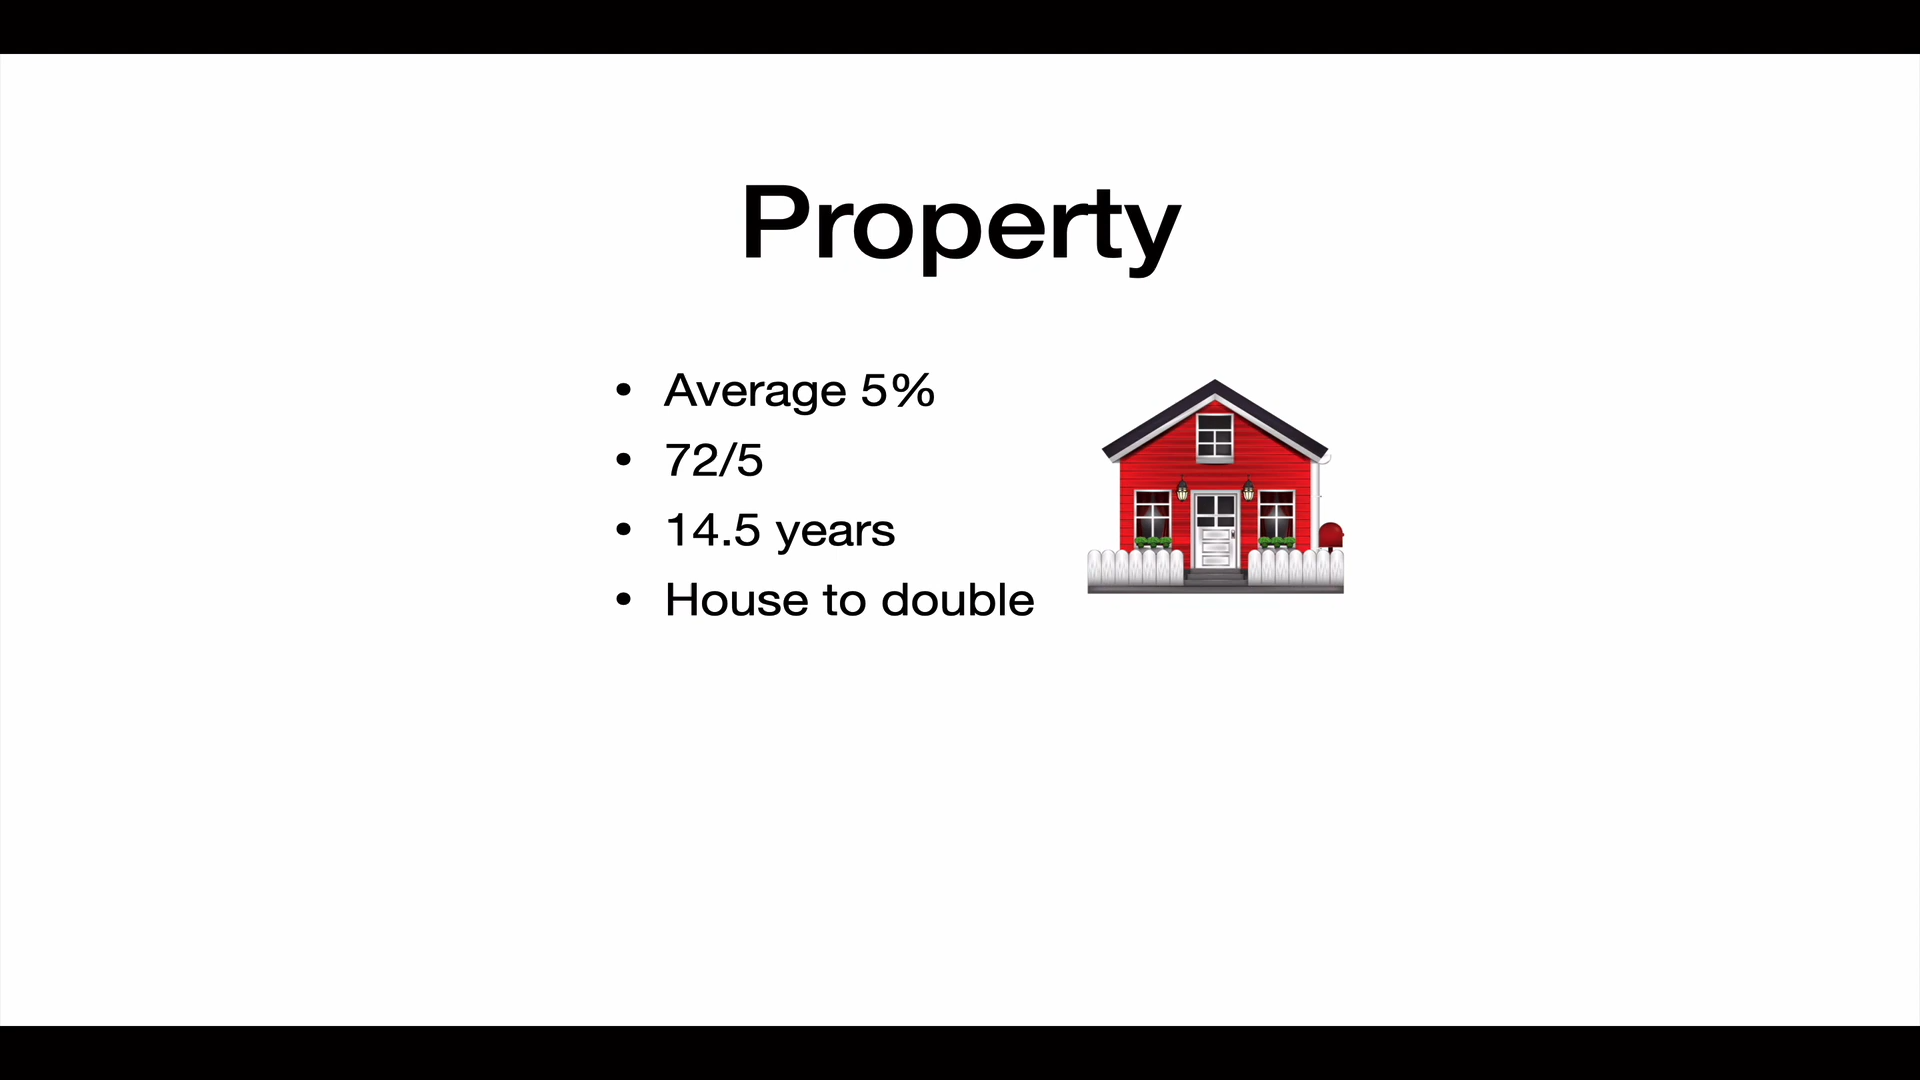 Property
• Average 5%
• 72/5
• 14.5 years
• House to double